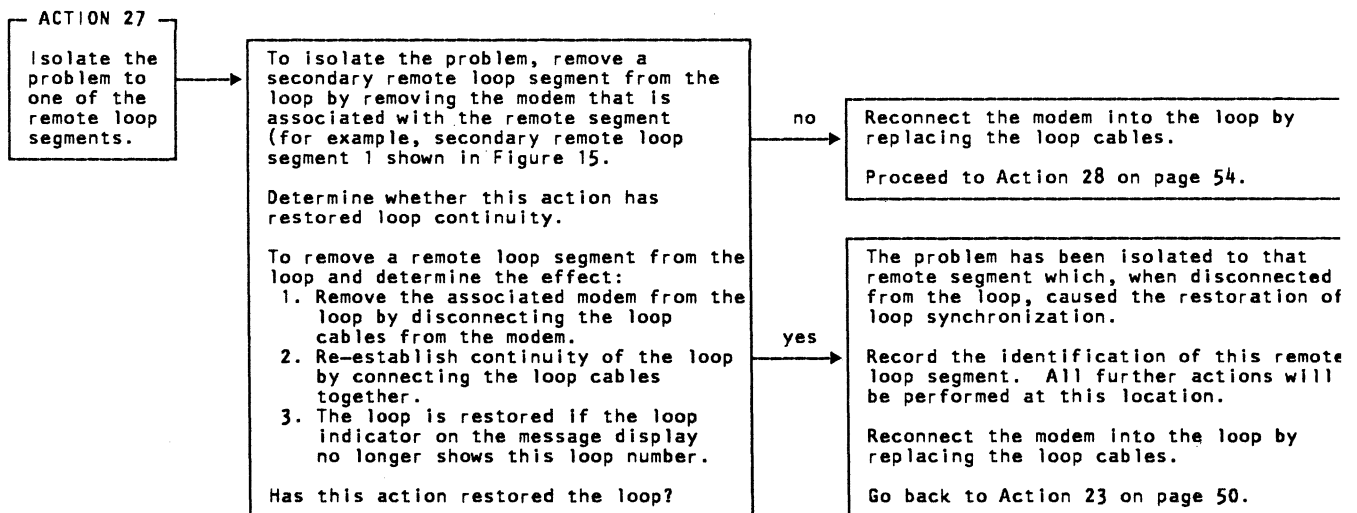 ACTION 27
Isolate the
problem to
one of the
remote loop
segments.
To isolate the problem, remove a
secondary remote loop segment from the
loop by removing the modem that is
associated with the remote segment
(for example, secondary remote loop
segment 1 shown in Figure 15.
Determine whether this action has
restored loop continuity.
To remove a remote loop segment from the
loop and determine the effect:
1. Remove the associated modem from the
loop by disconnecting the loop
cables from the modem.
2. Re-establish continuity of the loop
by connecting the loop cables
together.
3. The loop is restored if the loop
indicator on the message display
no longer shows this loop number.
Has this action restored the loop?
no
Reconnect the modem into the loop by
replacing the loop cables.
Proceed to Action 28 on page 54.
yes
The problem has been isolated to that
remote segment which, when disconnected
from the loop, caused the restoration of
loop synchronization.
Record the identification of this remote
loop segment. All further actions will
be performed at this location.
Reconnect the modem into the loop by
replacing the loop cables.
Go back to Action 23 on page 50.